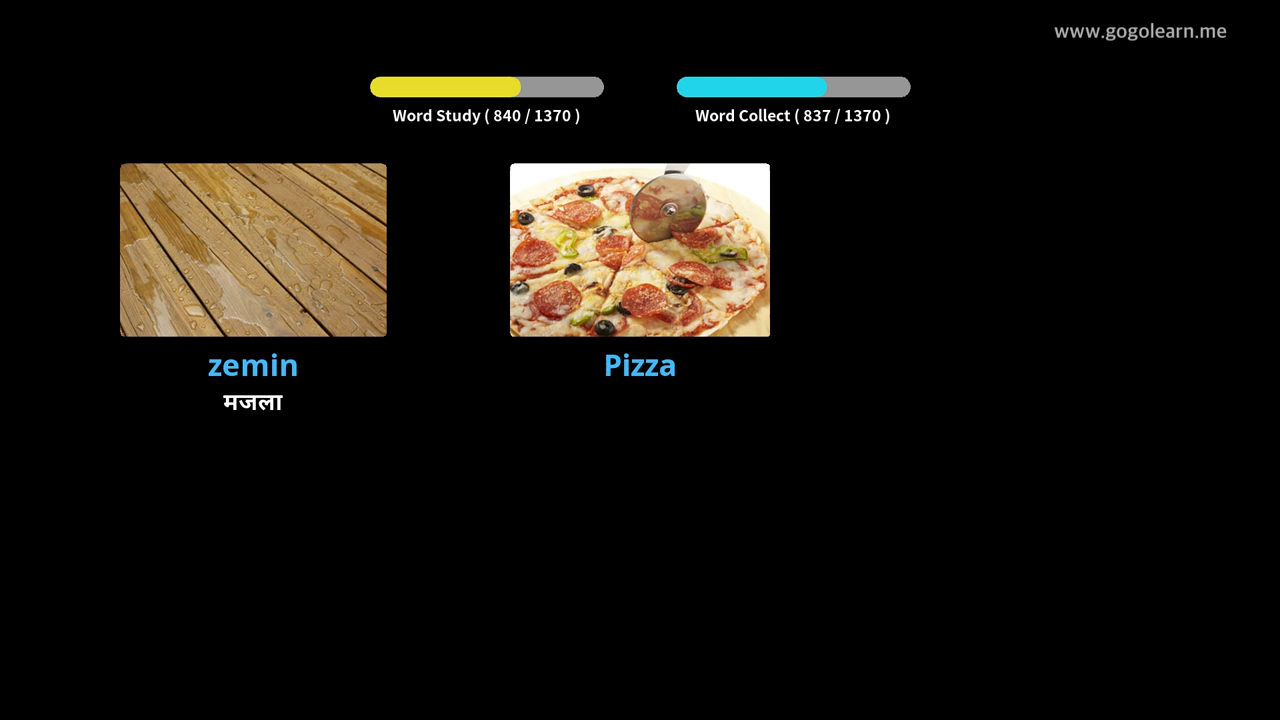 www.gogolearn.me
Word Study ( 840 / 1370 )
Word Collect ( 837 / 1370 )
zemin
मजला
Pizza